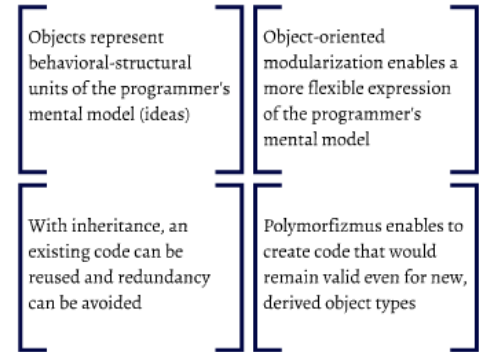 Objects represent
behavioral-structural
units of the programmer's
mental model (ideas)
Object-oriented
modularization enables a
more flexible expression
of the programmer's
mental model
With inheritance, an
existing code can be
reused and redundancy
can be avoided
Polymorfizmus enables to
create code that would
remain valid even for new,
derived object types